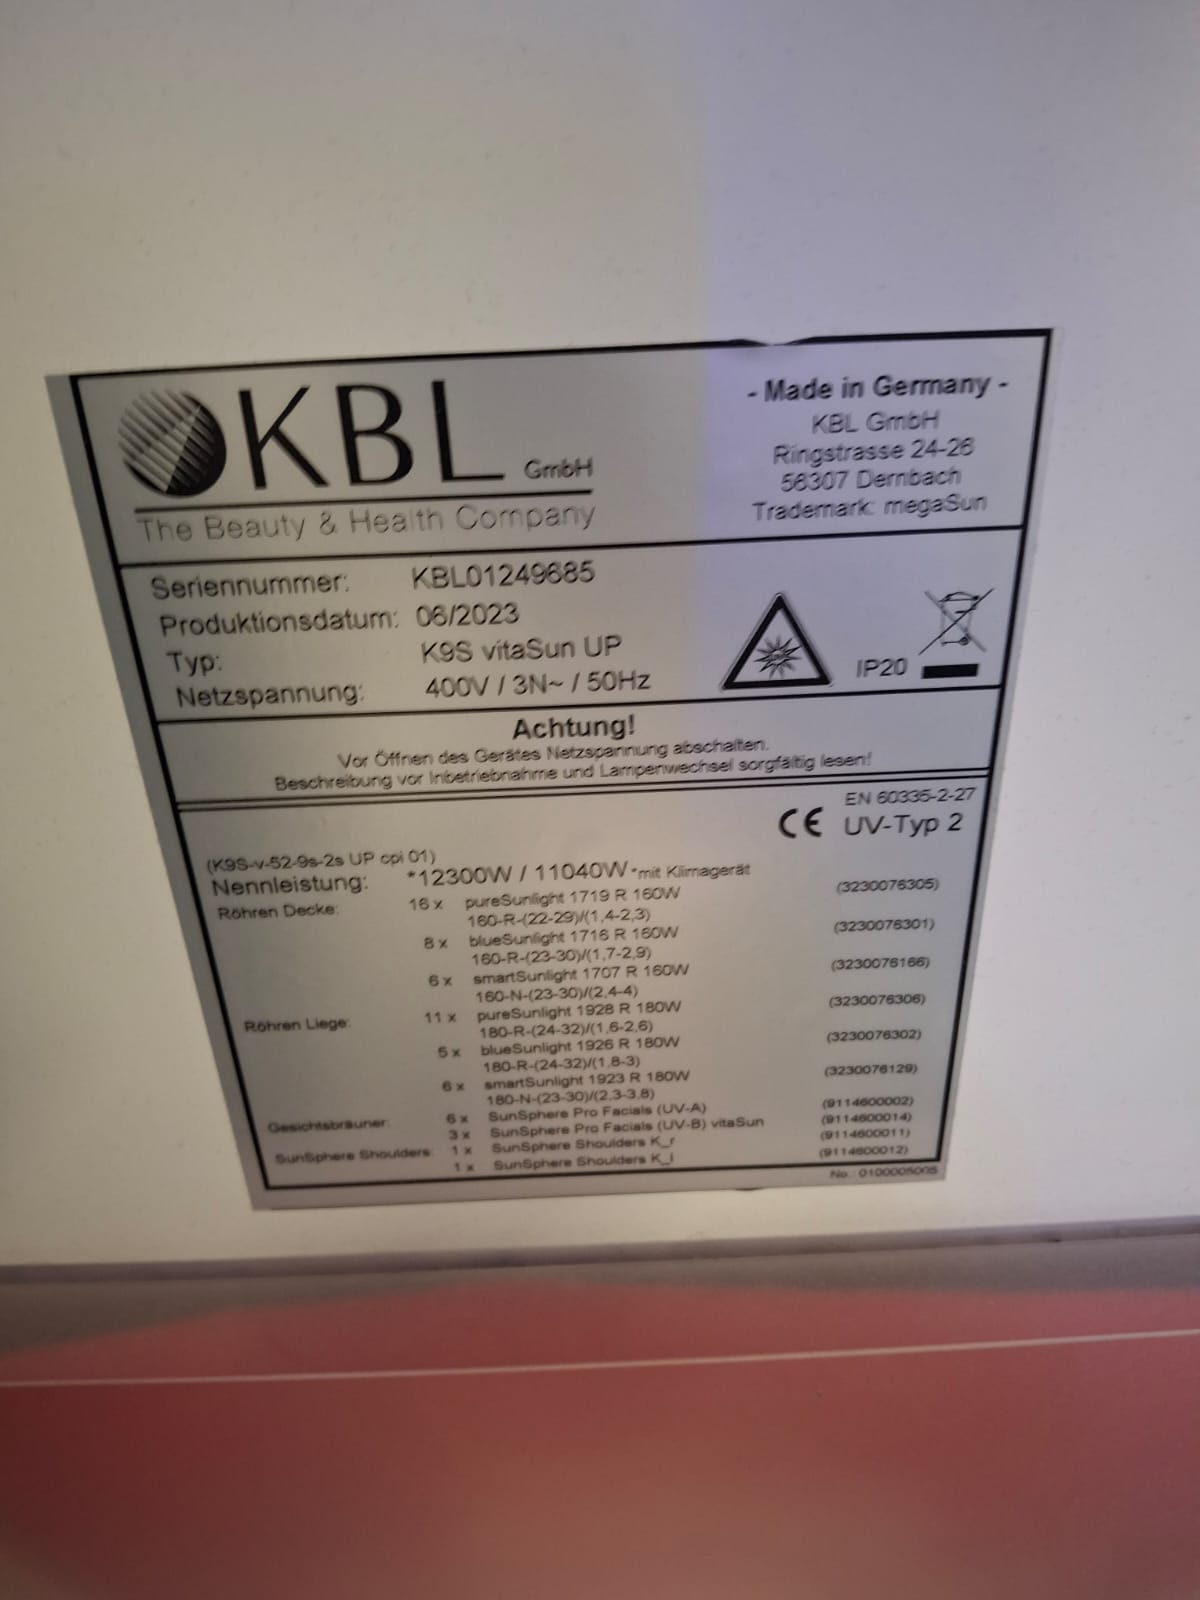 KBL GmbH
The Beauty & Health Company
- Made in Germany -
KBL GmbH
Ringstrasse 24-26
56307 Dernbach
Trademark: megaSun
Seriennummer: KBL01249685
Produktionsdatum: 06/2023
Typ: K9S vitaSun UP
Netzspannung: 400V / 3N~ / 50Hz
IP20
Achtung!
Vor Öffnen des Gerätes Netzspannung abschalten.
Beschreibung vor Inbetriebnahme und Lampenwechsel sorgfältig lesen!
EN 60335-2-27
CE UV-Typ 2
(K9S-v-52-9s-2s UP cpi 01)
Nennleistung: *12300W / 11040W *mit Klimagerät
Röhren Decke: 16 x pureSunlight 1719 R 160W (3230076305)
160-R-(22-29)/(1,4-2,3)
8 x blueSunlight 1716 R 160W (3230076301)
160-R-(23-30)/(1,7-2,9)
6 x smartSunlight 1707 R 160W (3230076166)
160-N-(23-30)/(2,4-4)
Röhren Liege: 11 x pureSunlight 1928 R 180W (3230076306)
180-R-(24-32)/(1,6-2,6)
5 x blueSunlight 1926 R 180W (3230076302)
180-R-(24-32)/(1,8-3)
6 x smartSunlight 1923 R 180W (3230076129)
180-N-(23-30)/(2,3-3,8)
Gesichtsbräuner: 6 x SunSphere Pro Facials (UV-A) (9114600002)
3 x SunSphere Pro Facials (UV-B) vitaSun (9114600014)
SunSphere Shoulders: 1 x SunSphere Shoulders K_r (9114600011)
1 x SunSphere Shoulders K_l (9114600012)
No.: 0100005005